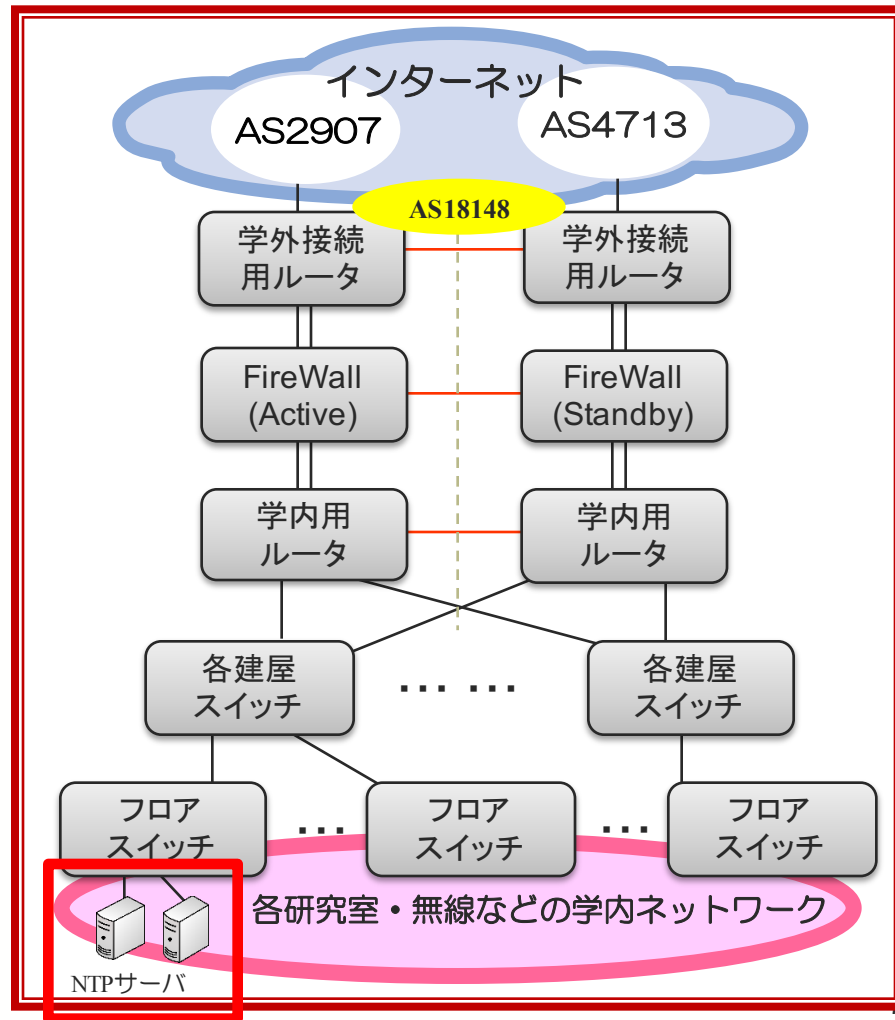 インターネット
AS2907
AS4713
AS18148
学外接続
用ルータ
学外接続
用ルータ
FireWall
(Active)
FireWall
(Standby)
学内用
ルータ
学内用
ルータ
各建屋
スイッチ
… …
各建屋
スイッチ
フロア
スイッチ
…
フロア
スイッチ
…
フロア
スイッチ
各研究室・無線などの学内ネットワーク
NTPサーバ